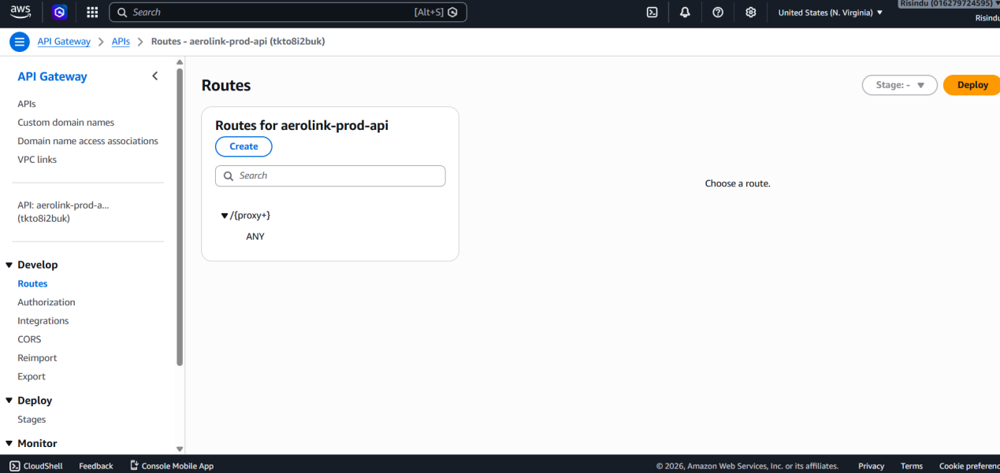 aws
Search [Alt+S]
United States (N. Virginia)
Risindu (016279724595)
Risindu
API Gateway
APIs
Routes - aerolink-prod-api (tkto8i2buk)
API Gateway
APIs
Custom domain names
Domain name access associations
VPC links
API: aerolink-prod-a...
(tkto8i2buk)
Develop
Routes
Authorization
Integrations
CORS
Reimport
Export
Deploy
Stages
Monitor
Routes
Stage: -
Deploy
Routes for aerolink-prod-api
Create
Search
/{proxy+}
ANY
Choose a route.
CloudShell Feedback Console Mobile App © 2026, Amazon Web Services, Inc. or its affiliates. Privacy Terms Cookie preferenc